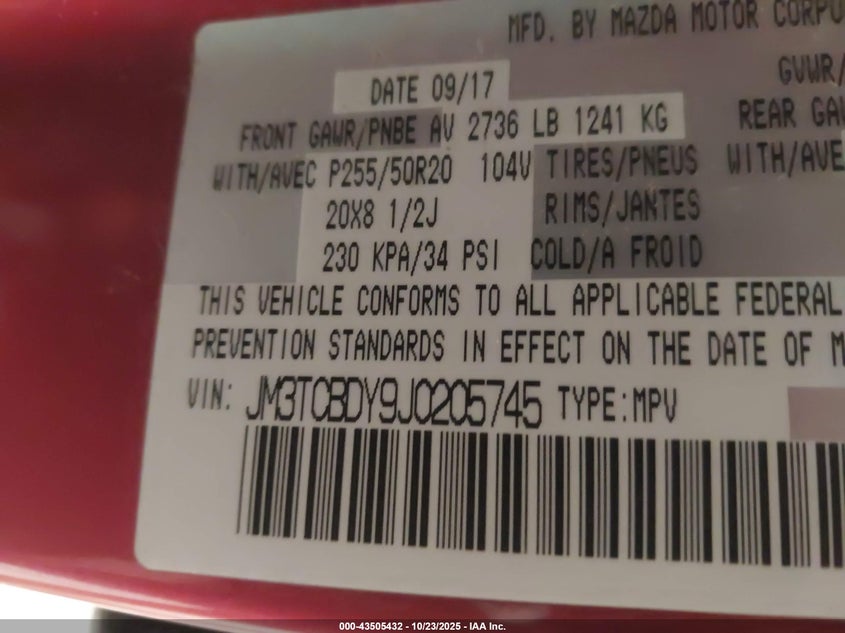 MFD. BY MAZDA MOTOR CORPO
DATE 09/17 GVWR/
FRONT GAWR/PNBE AV 2736 LB 1241 KG REAR GAW
WITH/AVEC P255/50R20 104V TIRES/PNEUS WITH/AVE
20X8 1/2J RIMS/JANTES
230 KPA/34 PSI COLD/A FROID
THIS VEHICLE CONFORMS TO ALL APPLICABLE FEDERAL
PREVENTION STANDARDS IN EFFECT ON THE DATE OF M
VIN: JM3TCBDY9J0205745 TYPE:MPV
000-43505432 - 10/23/2025 - IAA Inc.